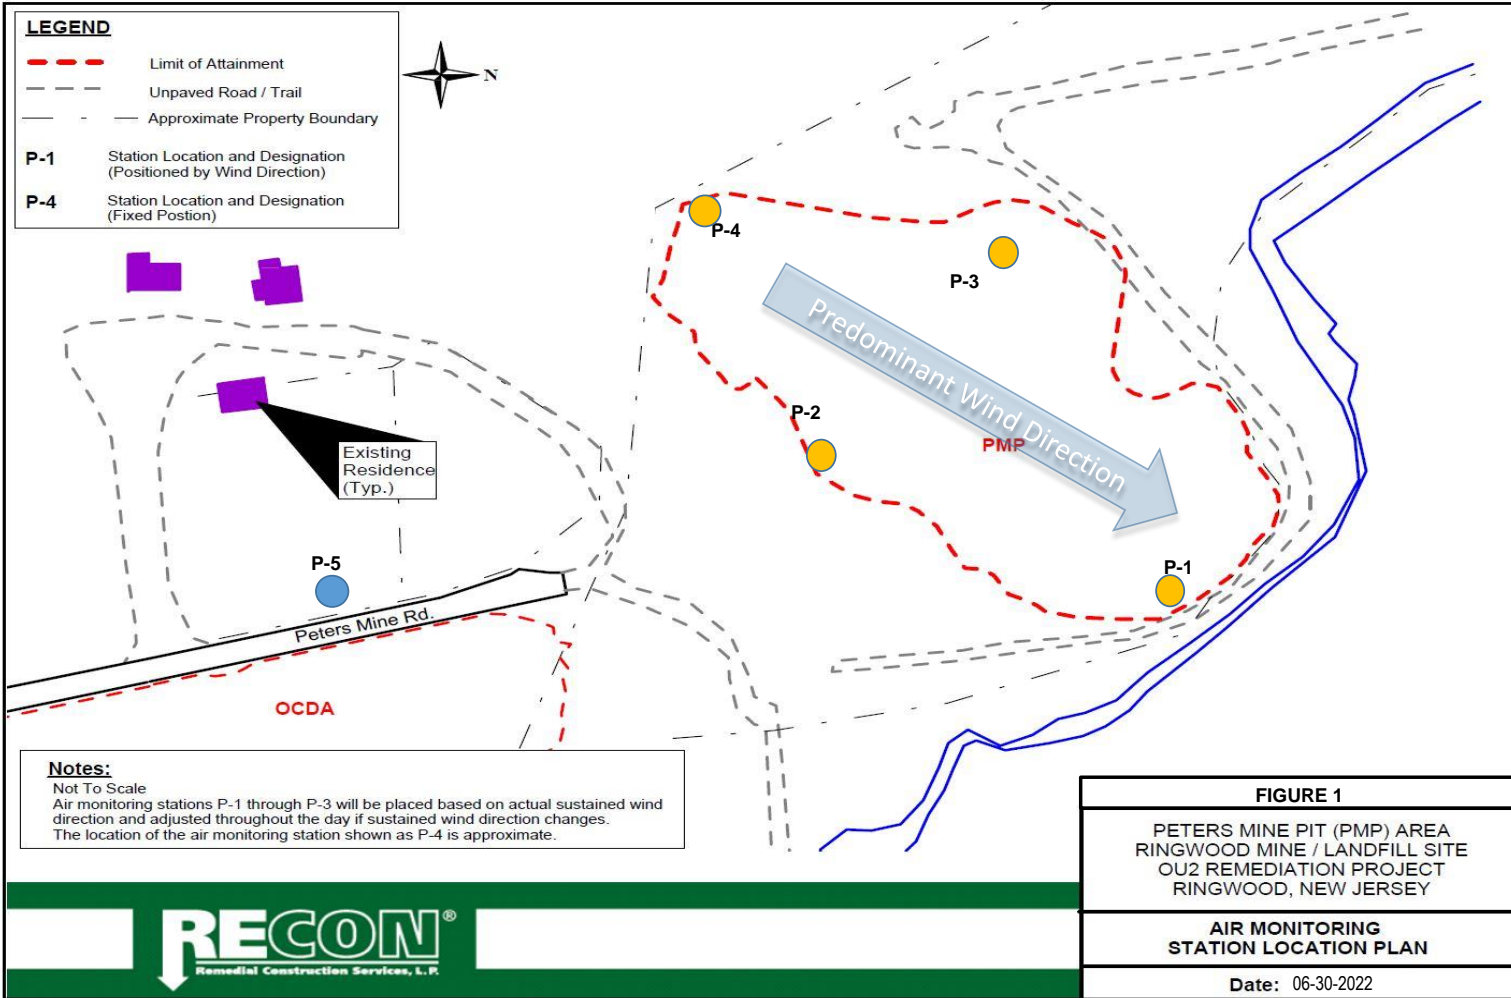 LEGEND
Limit of Attainment
Unpaved Road / Trail
Approximate Property Boundary
P-1 Station Location and Designation
(Positioned by Wind Direction)
P-4 Station Location and Designation
(Fixed Postion)
N
P-4
P-3
Predominant Wind Direction
P-2
PMP
Existing
Residence
(Typ.)
P-5
P-1
Peters Mine Rd.
OCDA
Notes:
Not To Scale
Air monitoring stations P-1 through P-3 will be placed based on actual sustained wind
direction and adjusted throughout the day if sustained wind direction changes.
The location of the air monitoring station shown as P-4 is approximate.
FIGURE 1
PETERS MINE PIT (PMP) AREA
RINGWOOD MINE / LANDFILL SITE
OU2 REMEDIATION PROJECT
RINGWOOD, NEW JERSEY
AIR MONITORING
STATION LOCATION PLAN
Date: 06-30-2022
RECON®
Remedial Construction Services, L.P.